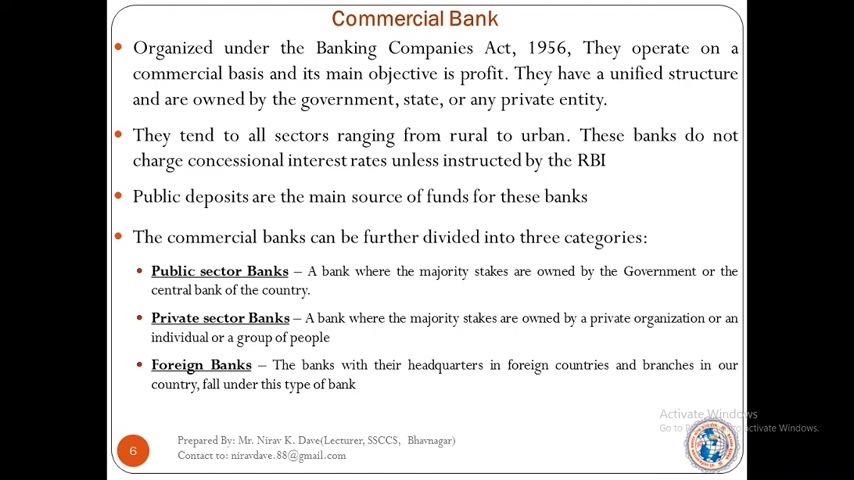 Commercial Bank
• Organized under the Banking Companies Act, 1956, They operate on a
commercial basis and its main objective is profit. They have a unified structure
and are owned by the government, state, or any private entity.
• They tend to all sectors ranging from rural to urban. These banks do not
charge concessional interest rates unless instructed by the RBI
• Public deposits are the main source of funds for these banks
• The commercial banks can be further divided into three categories:
• Public sector Banks – A bank where the majority stakes are owned by the Government or the
central bank of the country.
• Private sector Banks – A bank where the majority stakes are owned by a private organization or an
individual or a group of people
• Foreign Banks – The banks with their headquarters in foreign countries and branches in our
country, fall under this type of bank
Activate Windows
Go to activate Windows.
6
Prepared By: Mr. Nirav K. Dave(Lecturer, SSCCS, Bhavnagar)
Contact to: niravdave.88@gmail.com